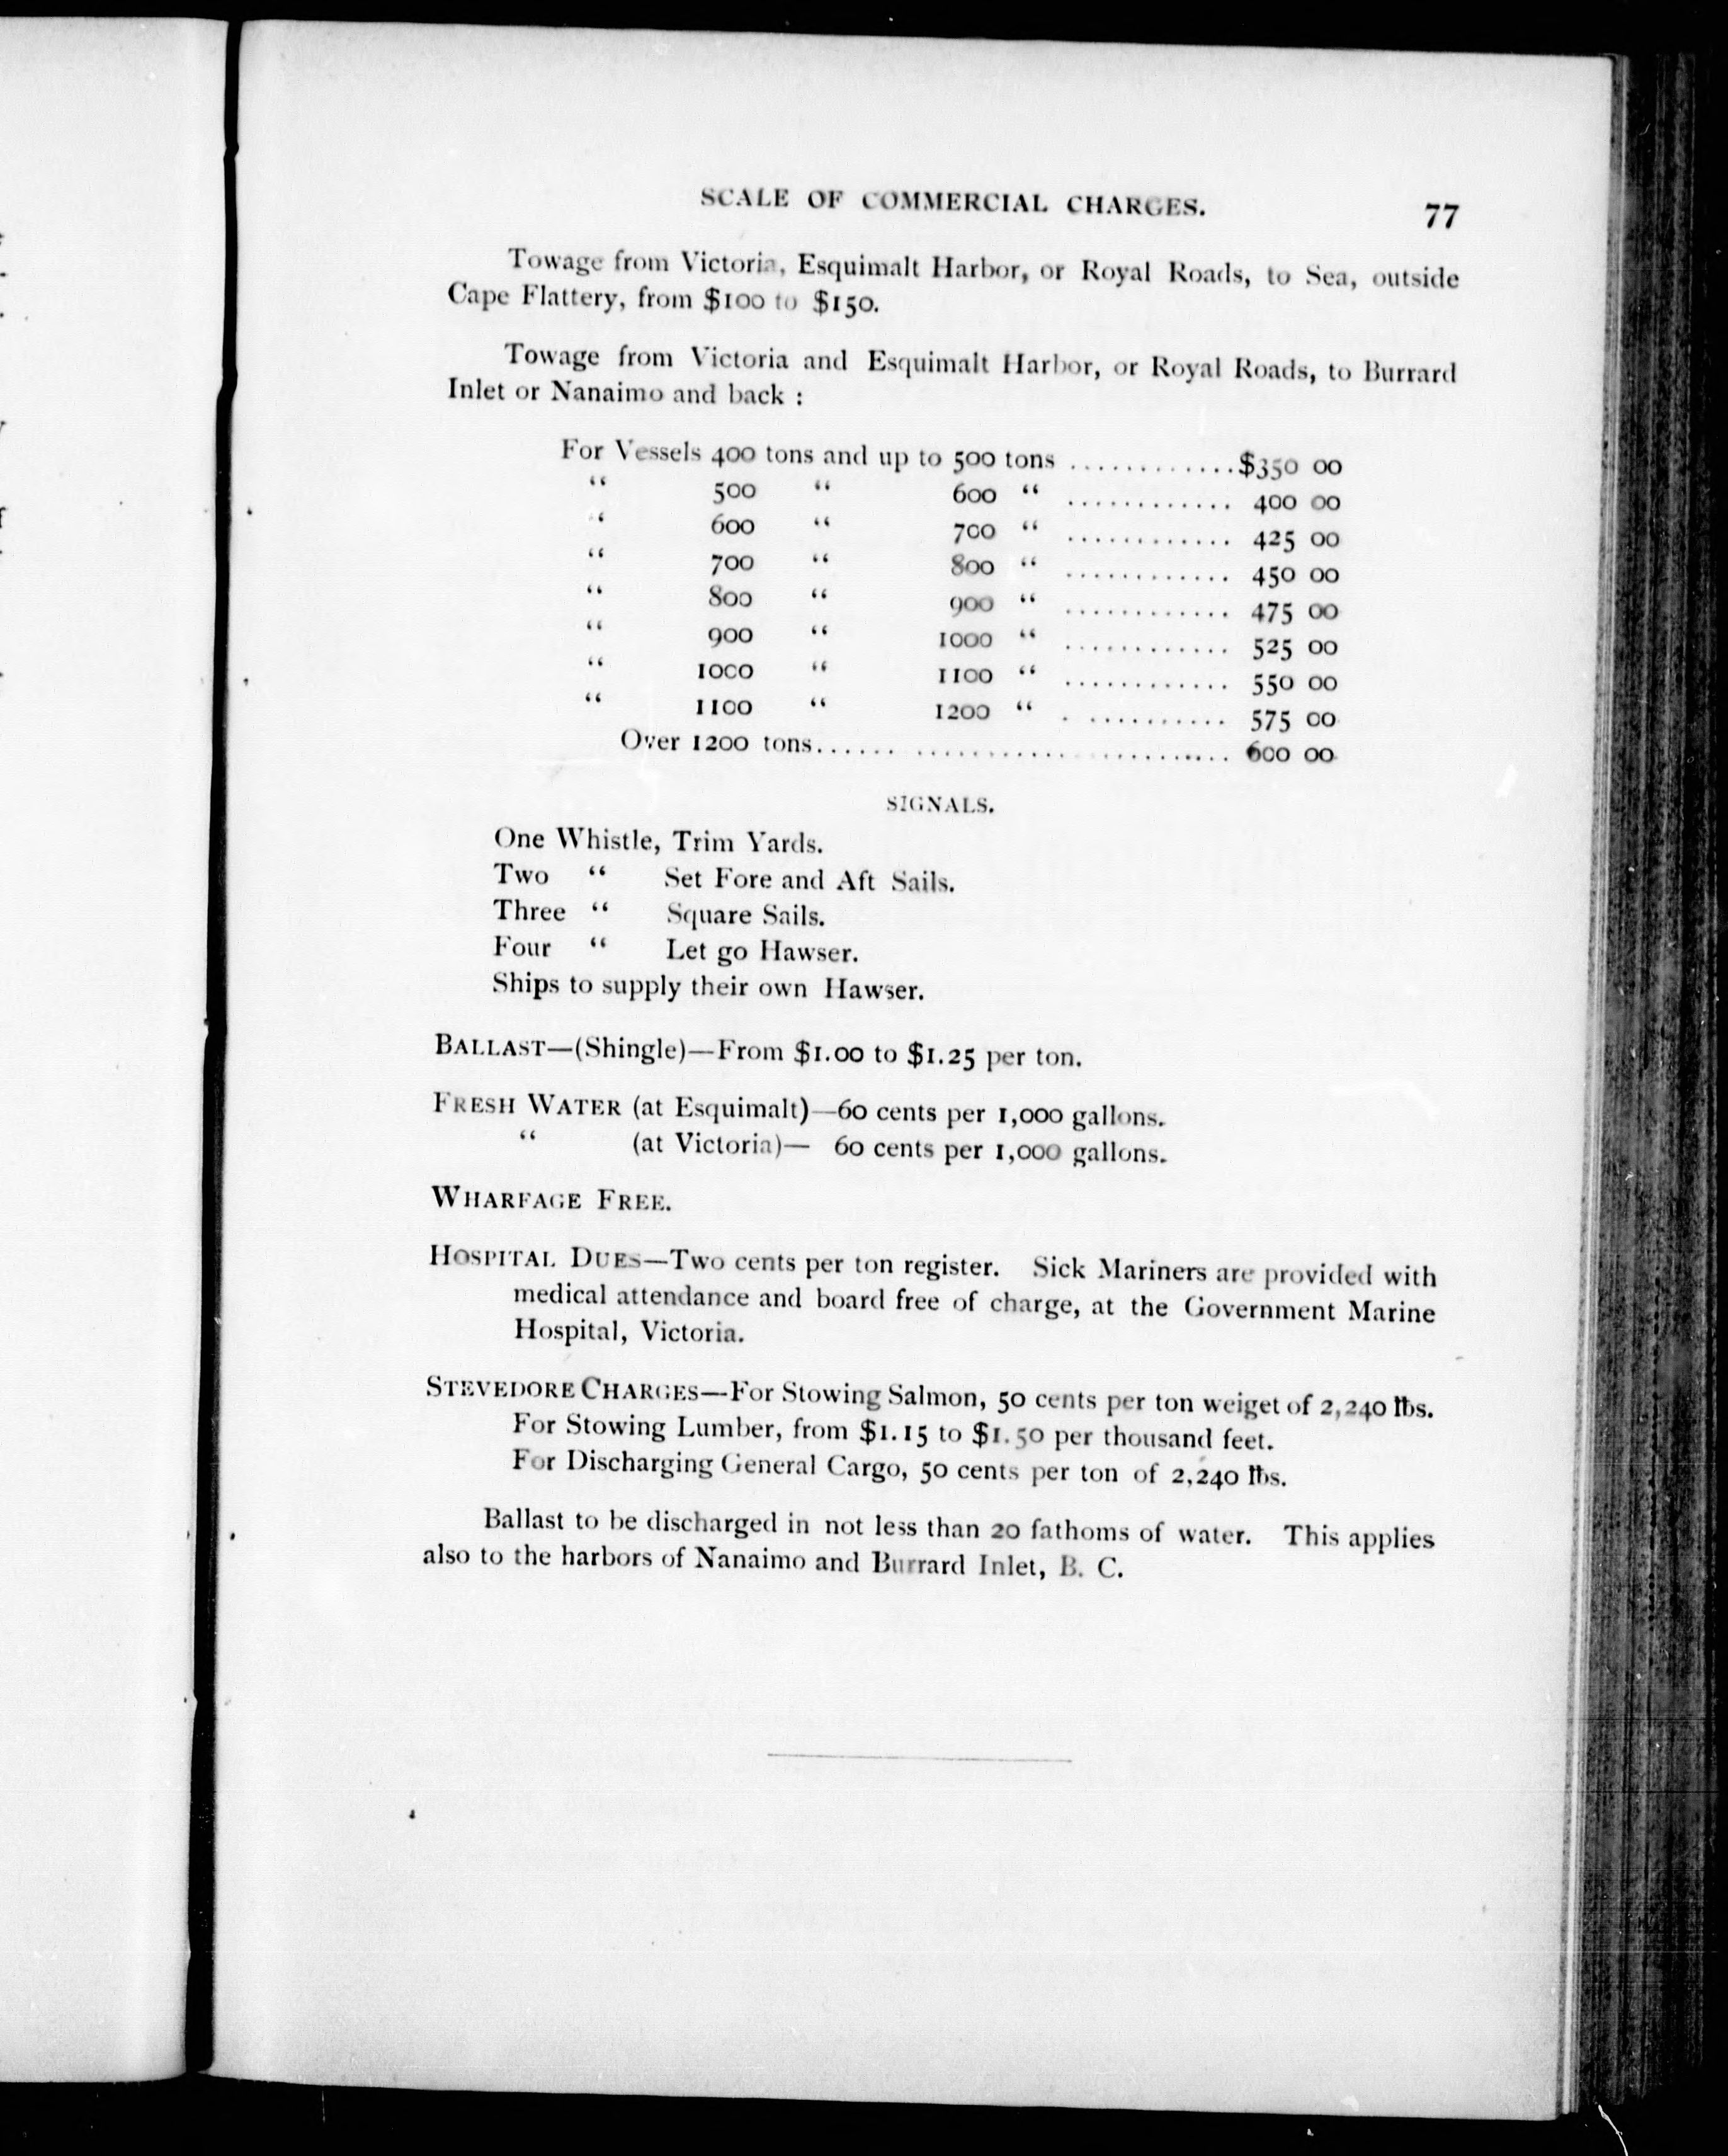 SCALE OF COMMERCIAL CHARGES. 77
Towage from Victoria, Esquimalt Harbor, or Royal Roads, to Sea, outside
Cape Flattery, from $100 to $150.
Towage from Victoria and Esquimalt Harbor, or Royal Roads, to Burrard
Inlet or Nanaimo and back :
For Vessels 400 tons and up to 500 tons ............$350 00
“ 500 “ 600 “ ............ 400 00
“ 600 “ 700 “ ............ 425 00
“ 700 “ 800 “ ............ 450 00
“ 800 “ 900 “ ............ 475 00
“ 900 “ 1000 “ ............ 525 00
“ 1000 “ 1100 “ ............ 550 00
“ 1100 “ 1200 “ . .......... 575 00
Over 1200 tons...... ........................ 600 00
SIGNALS.
One Whistle, Trim Yards.
Two “ Set Fore and Aft Sails.
Three “ Square Sails.
Four “ Let go Hawser.
Ships to supply their own Hawser.
BALLAST—(Shingle)—From $1.00 to $1.25 per ton.
FRESH WATER (at Esquimalt)—60 cents per 1,000 gallons.
“ (at Victoria)— 60 cents per 1,000 gallons.
WHARFAGE FREE.
HOSPITAL DUES—Two cents per ton register. Sick Mariners are provided with
medical attendance and board free of charge, at the Government Marine
Hospital, Victoria.
STEVEDORE CHARGES—For Stowing Salmon, 50 cents per ton weiget of 2,240 lbs.
For Stowing Lumber, from $1.15 to $1.50 per thousand feet.
For Discharging General Cargo, 50 cents per ton of 2,240 lbs.
Ballast to be discharged in not less than 20 fathoms of water. This applies
also to the harbors of Nanaimo and Burrard Inlet, B. C.